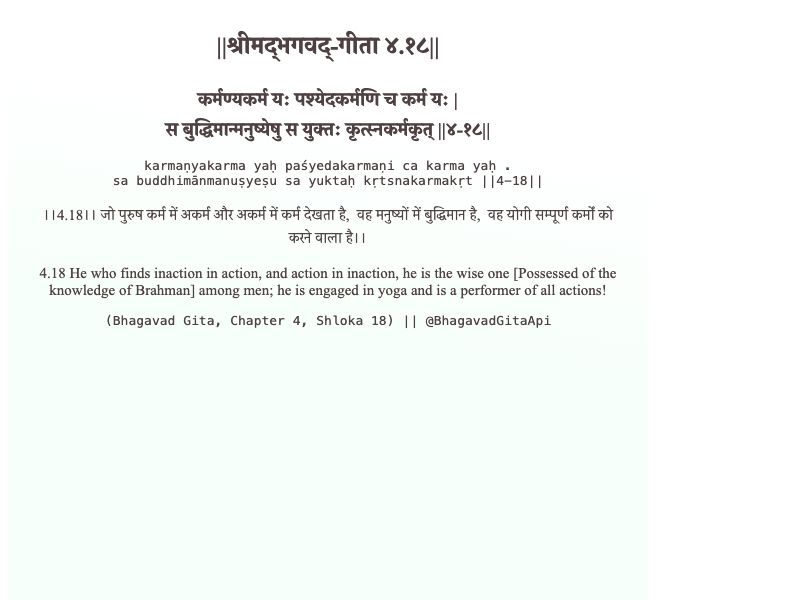 ||श्रीमद्‍भगवद्‍-गीता ४.१८||
कर्मण्यकर्म यः पश्येदकर्मणि च कर्म यः |
स बुद्धिमान्मनुष्येषु स युक्तः कृत्स्नकर्मकृत् ||४-१८||
karmaṇyakarma yaḥ paśyedakarmaṇi ca karma yaḥ .
sa buddhimānmanuṣyeṣu sa yuktaḥ kṛtsnakarmakṛt ||4-18||
।।4.18।। जो पुरुष कर्म में अकर्म और अकर्म में कर्म देखता है, वह मनुष्यों में बुद्धिमान है, वह योगी सम्पूर्ण कर्मों को
करने वाला है।।
4.18 He who finds inaction in action, and action in inaction, he is the wise one [Possessed of the
knowledge of Brahman] among men; he is engaged in yoga and is a performer of all actions!
(Bhagavad Gita, Chapter 4, Shloka 18) || @BhagavadGitaApi